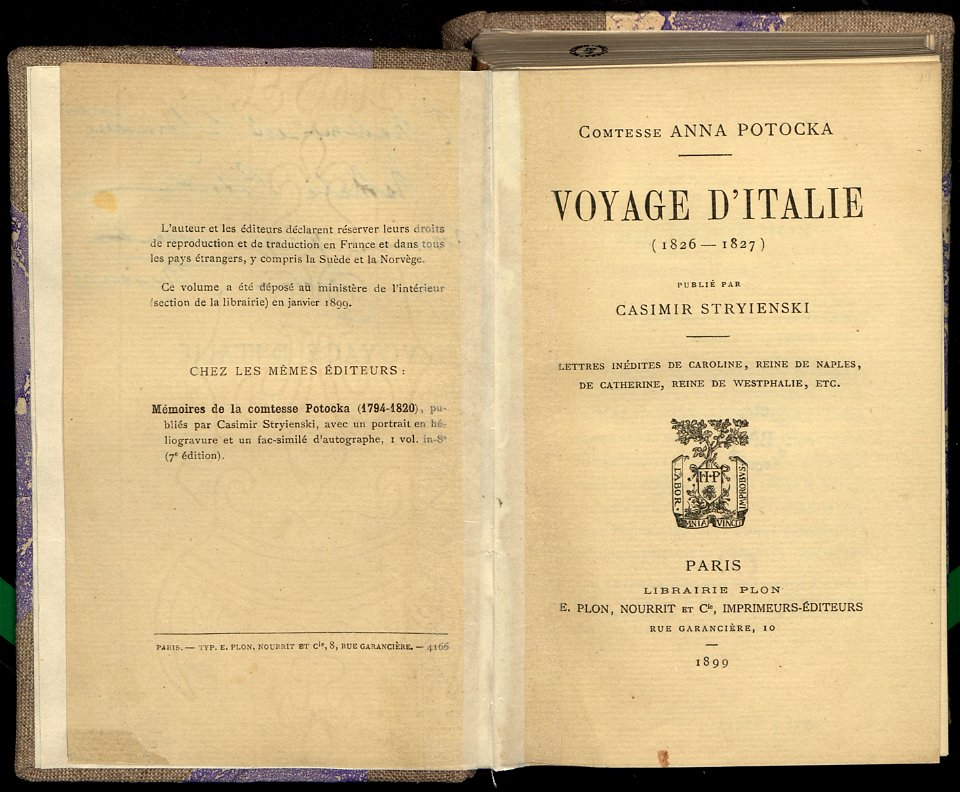 L'auteur et les éditeurs déclarent réserver leurs droits
de reproduction et de traduction en France et dans tous
les pays étrangers, y compris la Suède et la Norvège.
Ce volume a été déposé au ministère de l'intérieur
(section de la librairie) en janvier 1899.
CHEZ LES MÊMES ÉDITEURS :
Mémoires de la comtesse Potocka (1794-1820), pu-
bliés par Casimir Stryienski, avec un portrait en hé-
liogravure et un fac-similé d'autographe, 1 vol. in-8º
(7e édition).
PARIS. — TYP. E. PLON, NOURRIT ET Cie, 8, RUE GARANCIÈRE. — 4166
COMTESSE ANNA POTOCKA
VOYAGE D'ITALIE
(1826 — 1827)
PUBLIÉ PAR
CASIMIR STRYIENSKI
LETTRES INÉDITES DE CAROLINE, REINE DE NAPLES,
DE CATHERINE, REINE DE WESTPHALIE, ETC.
LABOR
H P
IMPROBVS
OMNIA VINCIT
PARIS
LIBRAIRIE PLON
E. PLON, NOURRIT ET Cie, IMPRIMEURS-ÉDITEURS
RUE GARANCIÈRE, 10
1899